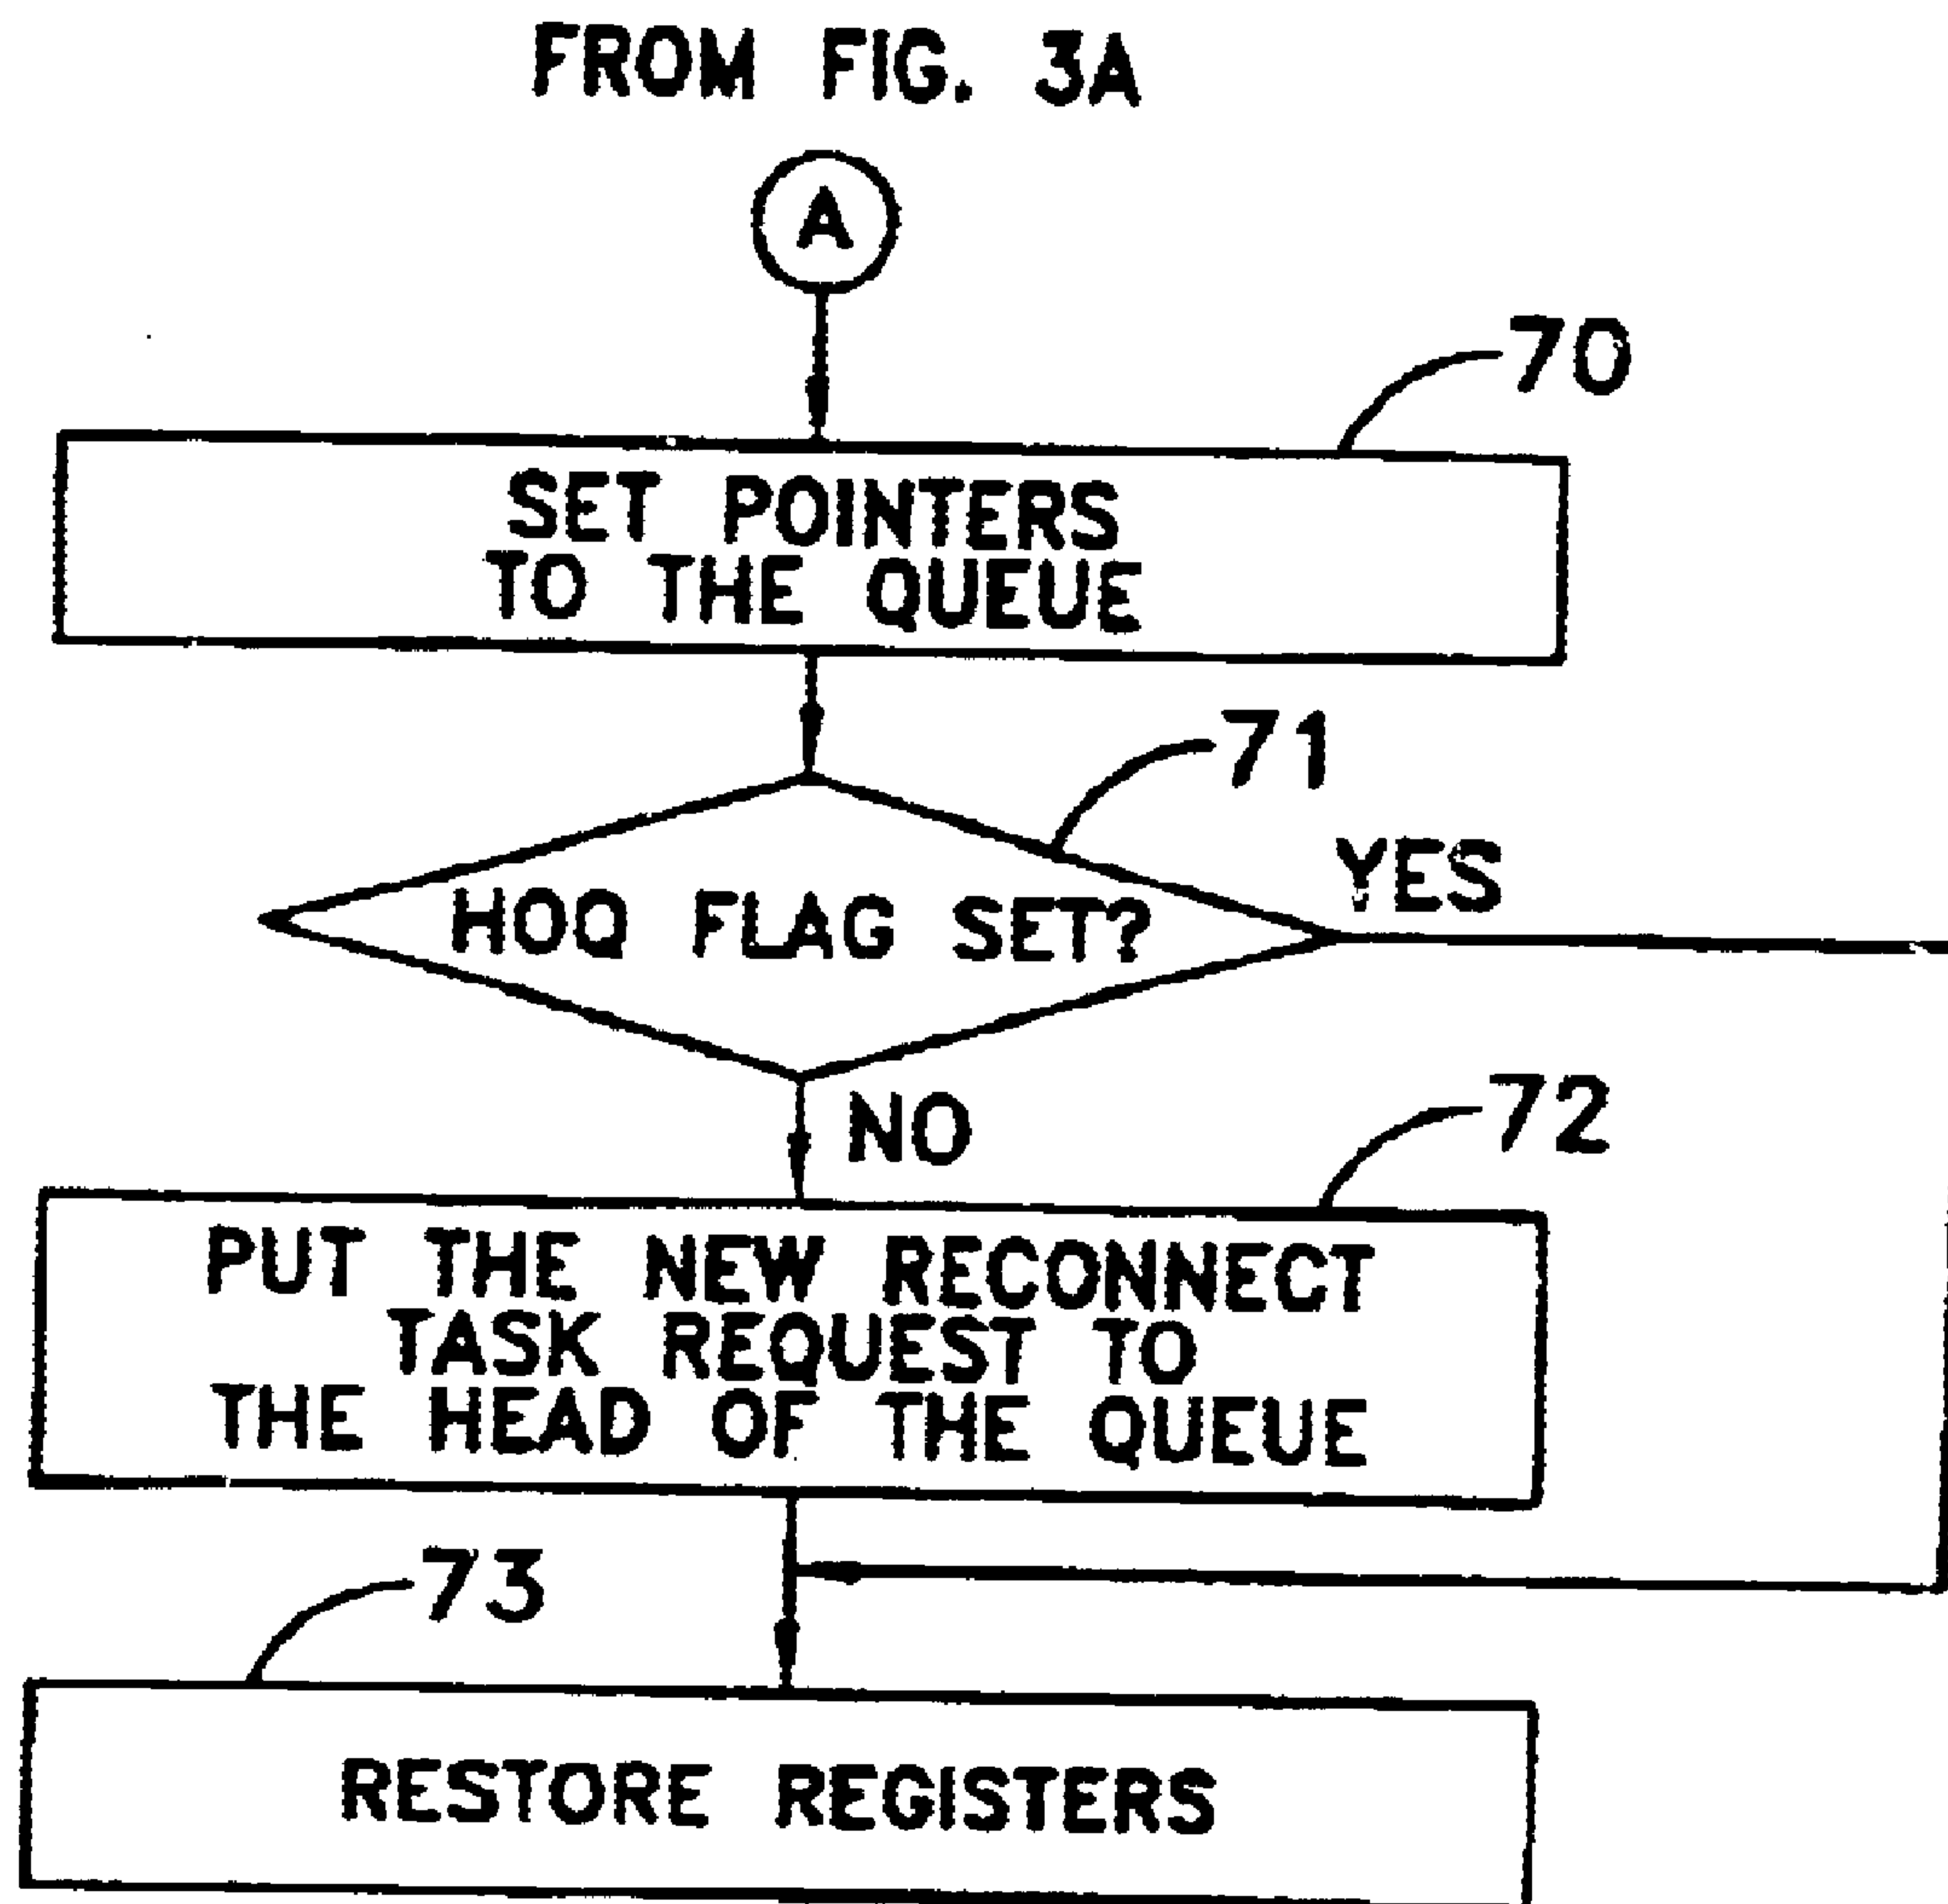 FROM FIG. 3A
A
70
SET POINTERS
TO THE QUEUE
71
YES
HOQ FLAG SET?
NO
72
PUT THE NEW RECONNECT
TASK REQUEST TO
THE HEAD OF THE QUEUE
73
RESTORE REGISTERS